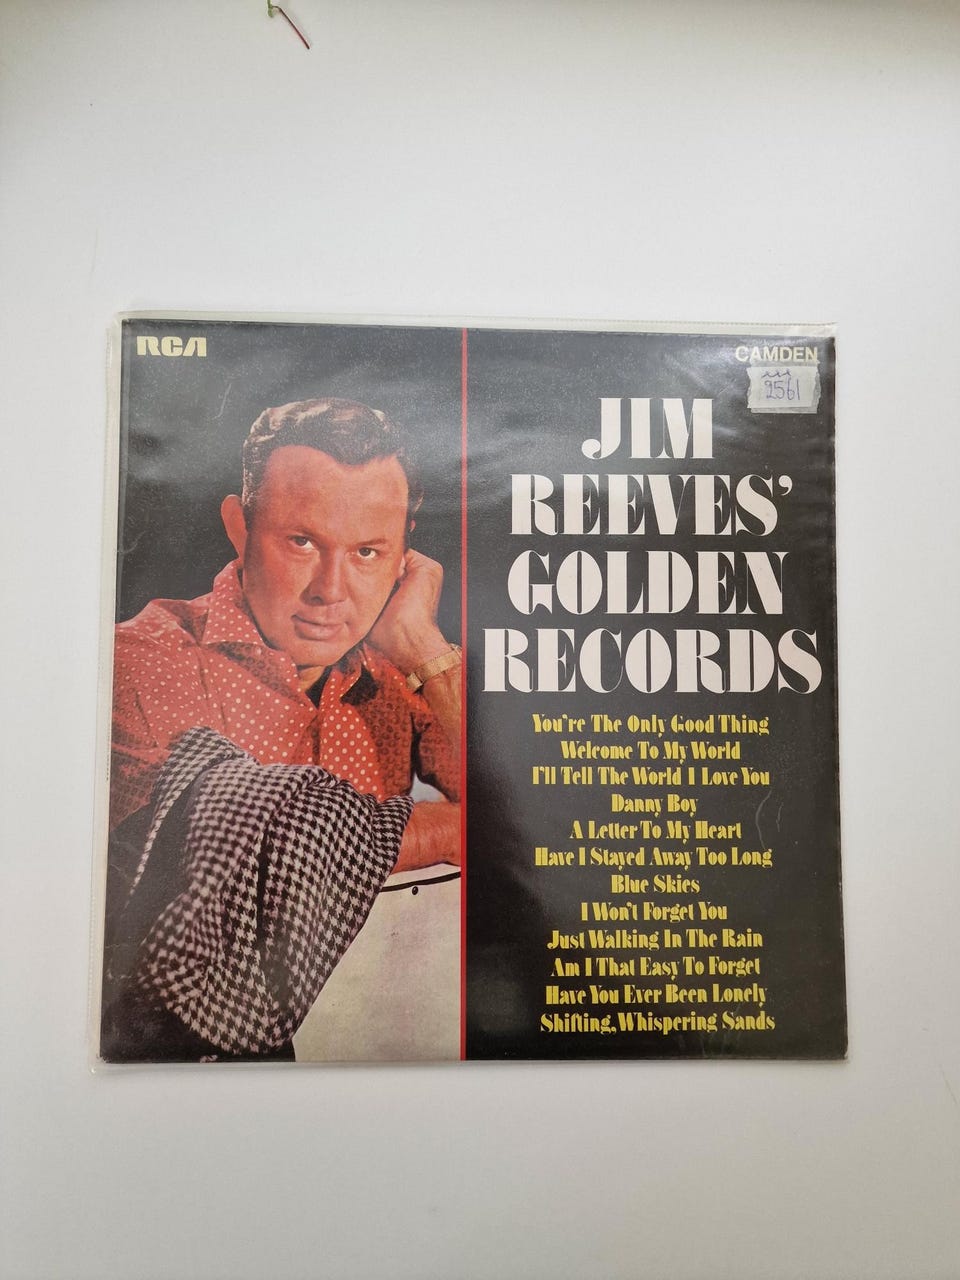 RCA
CAMDEN
2561
JIM
REEVES'
GOLDEN
RECORDS
You're The Only Good Thing
Welcome To My World
I'll Tell The World I Love You
Danny Boy
A Letter To My Heart
Have I Stayed Away Too Long
Blue Skies
I Won't Forget You
Just Walking In The Rain
Am I That Easy To Forget
Have You Ever Been Lonely
Shifting, Whispering Sands